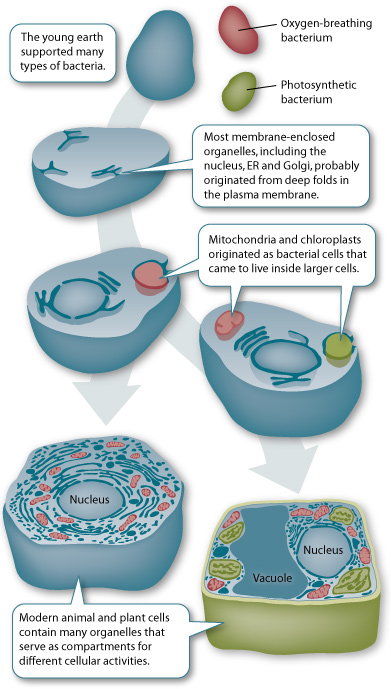 The young earth
supported many
types of bacteria.
Oxygen-breathing
bacterium
Photosynthetic
bacterium
Most membrane-enclosed
organelles, including the
nucleus, ER and Golgi, probably
originated from deep folds in
the plasma membrane.
Mitochondria and chloroplasts
originated as bacterial cells that
came to live inside larger cells.
Nucleus
Nucleus
Vacuole
Modern animal and plant cells
contain many organelles that
serve as compartments for
different cellular activities.